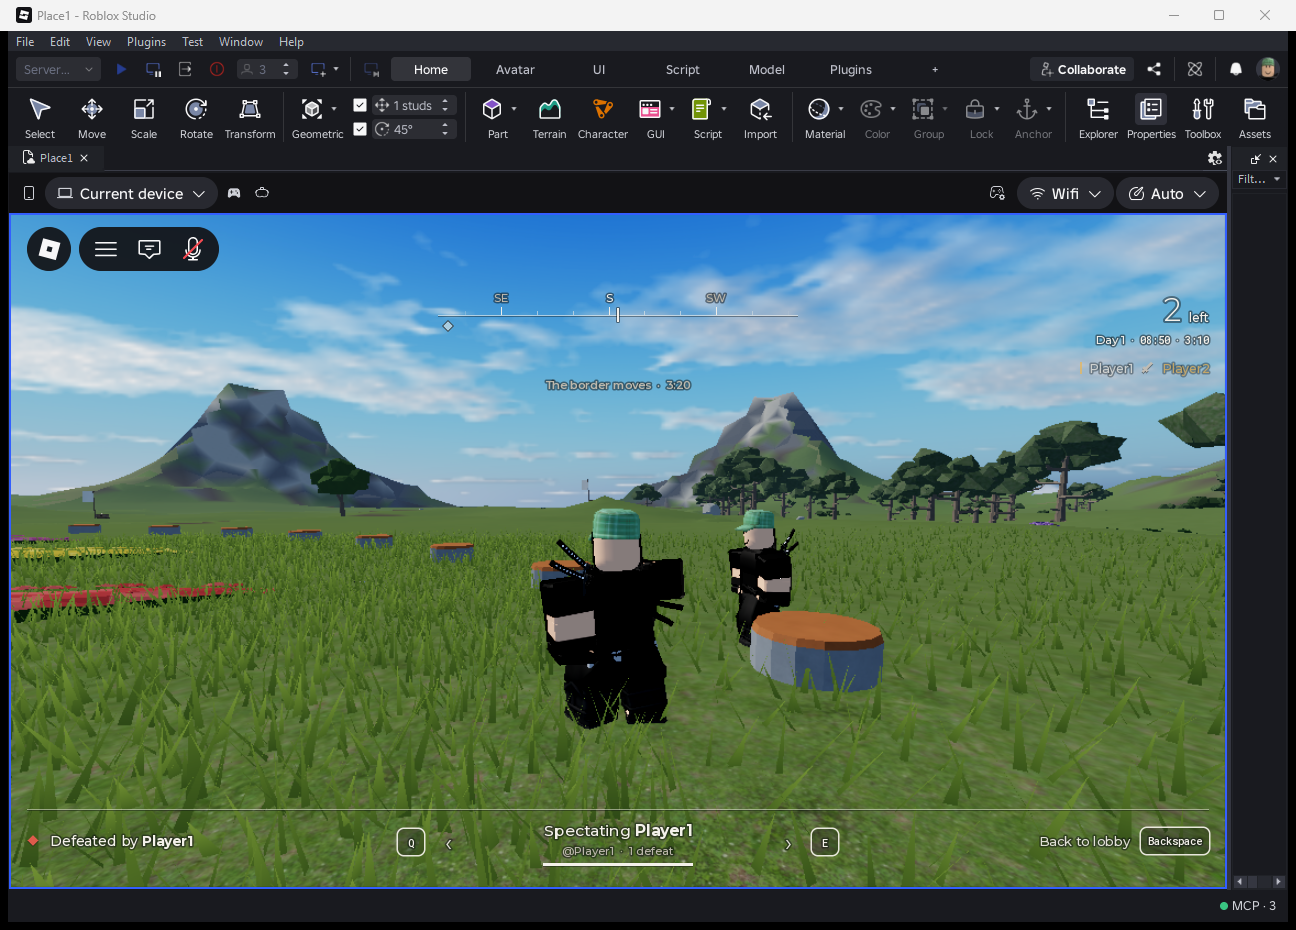 Place1 - Roblox Studio
File Edit View Plugins Test Window Help
Server... 3 Home Avatar UI Script Model Plugins + Collaborate
1 studs
45°
Select Move Scale Rotate Transform Geometric Part Terrain Character GUI Script Import Material Color Group Lock Anchor Explorer Properties Toolbox Assets
Place1
Filt...
Current device Wifi Auto
SE S SW
2 left
Day1 · 08:50 · 3:10
Player1 Player2
The border moves · 3:20
Defeated by Player1
Q ‹ Spectating Player1 › E
@Player1 · 1 defeat
Back to lobby Backspace
MCP · 3